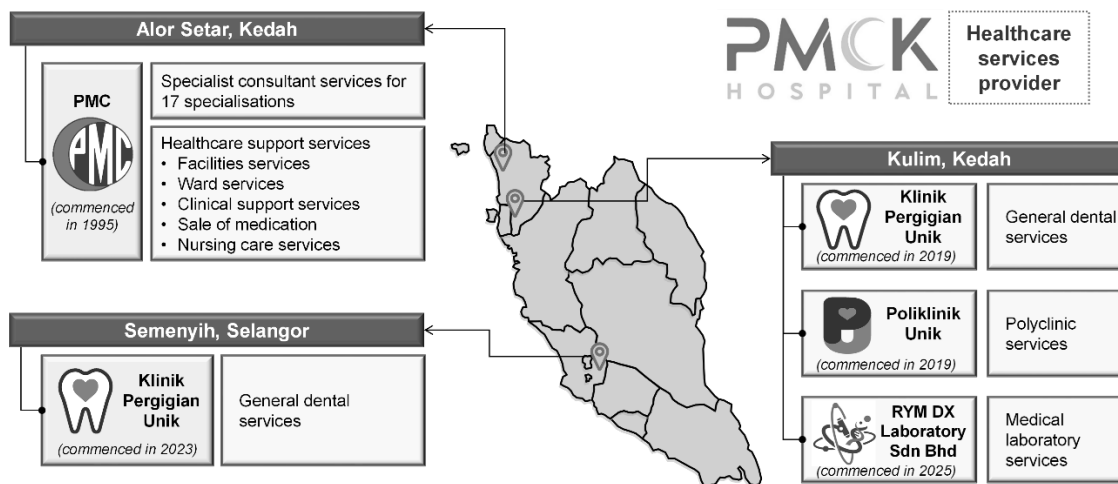 Alor Setar, Kedah
PMC
PMC
(commenced
in 1995)
Specialist consultant services for
17 specialisations
Healthcare support services
• Facilities services
• Ward services
• Clinical support services
• Sale of medication
• Nursing care services
Semenyih, Selangor
Klinik
Pergigian
Unik
(commenced in 2023)
General dental
services
PMCK
HOSPITAL
Healthcare
services
provider
Kulim, Kedah
Klinik
Pergigian
Unik
(commenced in 2019)
General dental
services
Poliklinik
Unik
(commenced in 2019)
Polyclinic
services
RYM DX
Laboratory
Sdn Bhd
(commenced in 2025)
Medical
laboratory
services